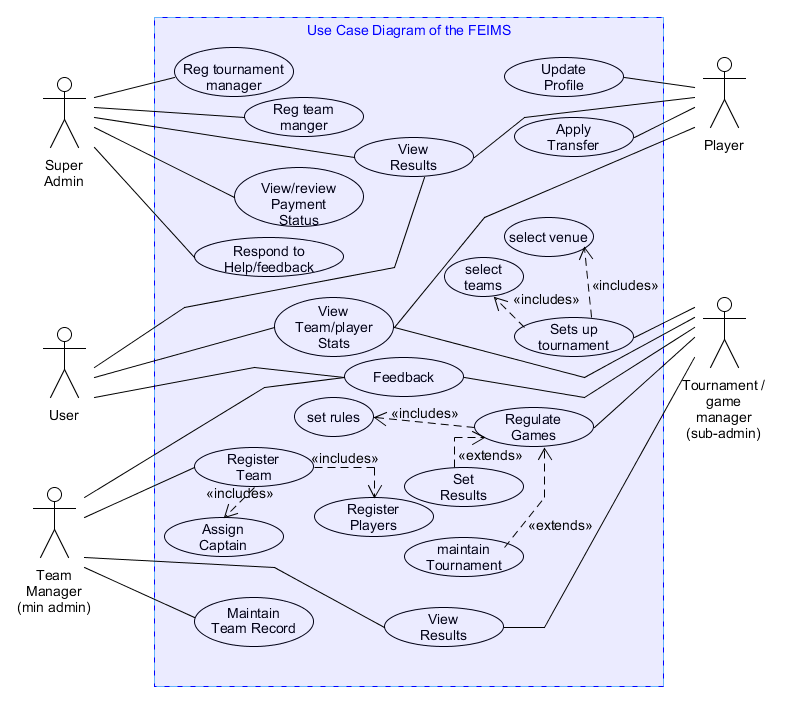 Use Case Diagram of the FEIMS
Reg tournament
manager
Update
Profile
Reg team
manger
Player
Apply
Transfer
Super
Admin
View
Results
View/review
Payment
Status
select venue
Respond to
Help/feedback
select
teams
«includes»
«includes»
View
Team/player
Stats
Sets up
tournament
User
Feedback
Tournament /
game
manager
(sub-admin)
set rules
«includes»
Regulate
Games
Register
Team
«includes»
«extends»
«includes»
Set
Results
Register
Players
Assign
Captain
«extends»
maintain
Tournament
Team
Manager
(min admin)
Maintain
Team Record
View
Results